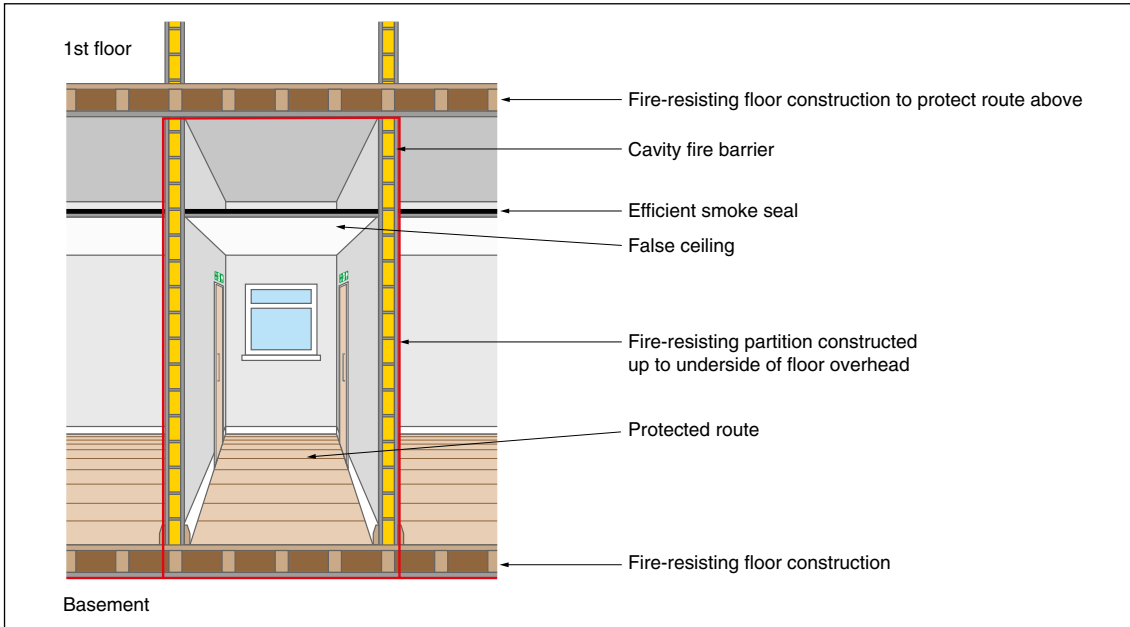 1st floor
Fire-resisting floor construction to protect route above
Cavity fire barrier
Efficient smoke seal
False ceiling
Fire-resisting partition constructed
up to underside of floor overhead
Protected route
Fire-resisting floor construction
Basement